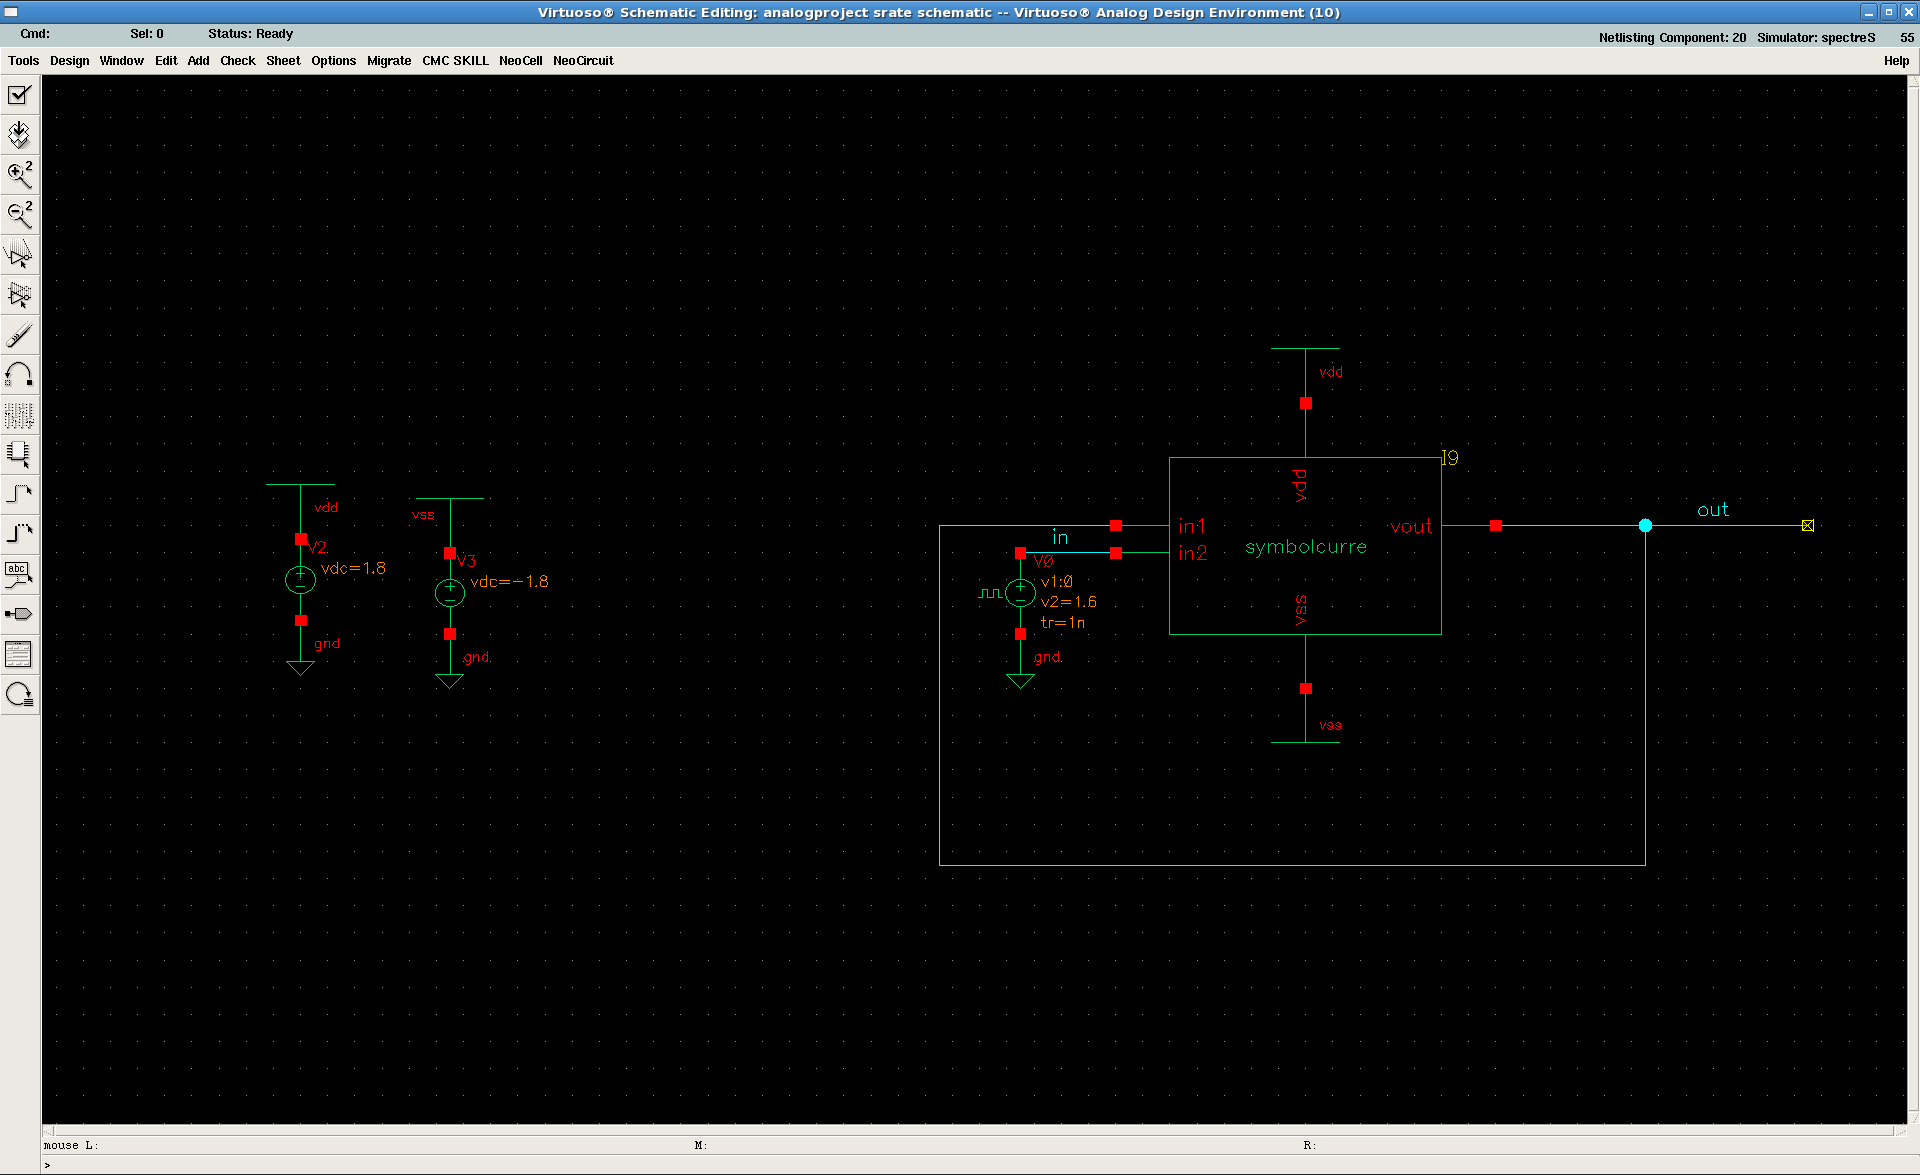 Virtuoso® Schematic Editing: analogproject srate schematic -- Virtuoso® Analog Design Environment (10)
Cmd: Sel: 0 Status: Ready Netlisting Component: 20 Simulator: spectreS 55
Tools Design Window Edit Add Check Sheet Options Migrate CMC SKILL NeoCell NeoCircuit Help
2
2
abc
vdd
V2
vdc=1.8
gnd
vss
V3
vdc=-1.8
gnd
vdd
I9
vdd
in
in1
in2
symbolcurre
vout
out
V0
v1:0
v2=1.6
tr=1n
gnd
vss
vss
mouse L: M: R:
>